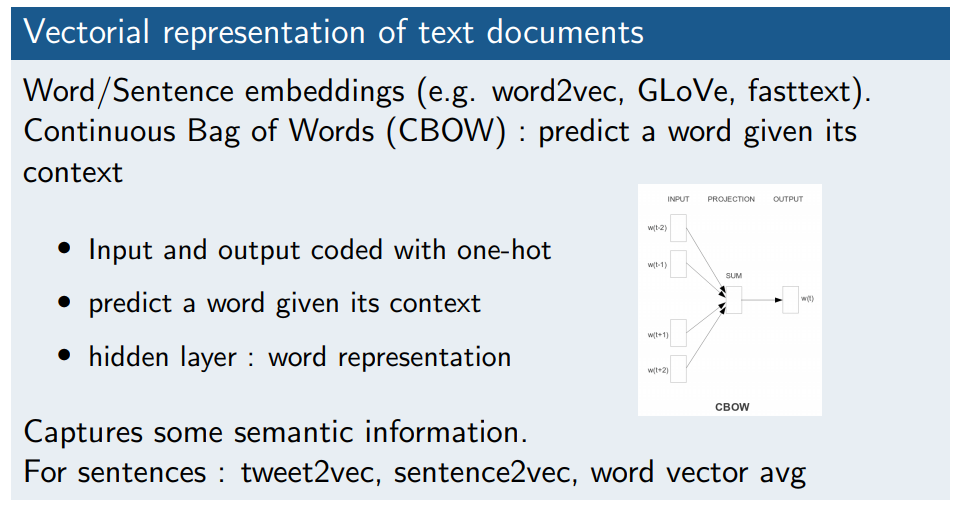 Vectorial representation of text documents
Word/Sentence embeddings (e.g. word2vec, GLoVe, fasttext).
Continuous Bag of Words (CBOW) : predict a word given its
context
• Input and output coded with one-hot
• predict a word given its context
• hidden layer : word representation
INPUT PROJECTION OUTPUT
w(t-2)
w(t-1)
SUM
w(t)
w(t+1)
w(t+2)
CBOW
Captures some semantic information.
For sentences : tweet2vec, sentence2vec, word vector avg